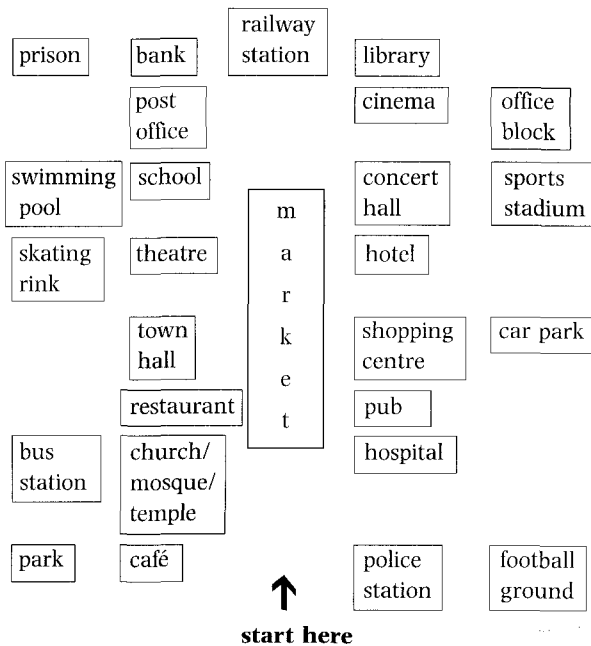 railway
station
prison
bank
library
post
office
cinema
office
block
swimming
pool
school
concert
hall
sports
stadium
m
a
r
k
e
t
skating
rink
theatre
hotel
town
hall
shopping
centre
car park
restaurant
pub
bus
station
church/
mosque/
temple
hospital
park
café
police
station
football
ground
start here